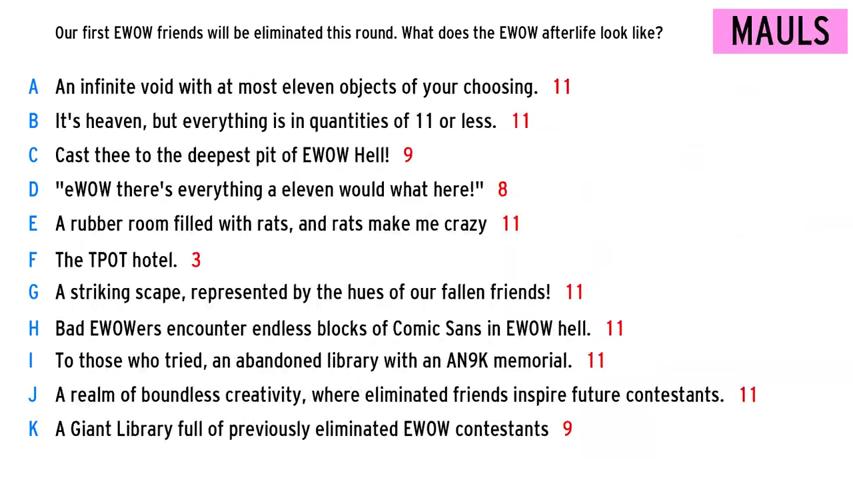 Our first EWOW friends will be eliminated this round. What does the EWOW afterlife look like?
MAULS
A An infinite void with at most eleven objects of your choosing. 11
B It's heaven, but everything is in quantities of 11 or less. 11
C Cast thee to the deepest pit of EWOW Hell! 9
D "eWOW there's everything a eleven would what here!" 8
E A rubber room filled with rats, and rats make me crazy 11
F The TPOT hotel. 3
G A striking scape, represented by the hues of our fallen friends! 11
H Bad EWOWers encounter endless blocks of Comic Sans in EWOW hell. 11
I To those who tried, an abandoned library with an AN9K memorial. 11
J A realm of boundless creativity, where eliminated friends inspire future contestants. 11
K A Giant Library full of previously eliminated EWOW contestants 9